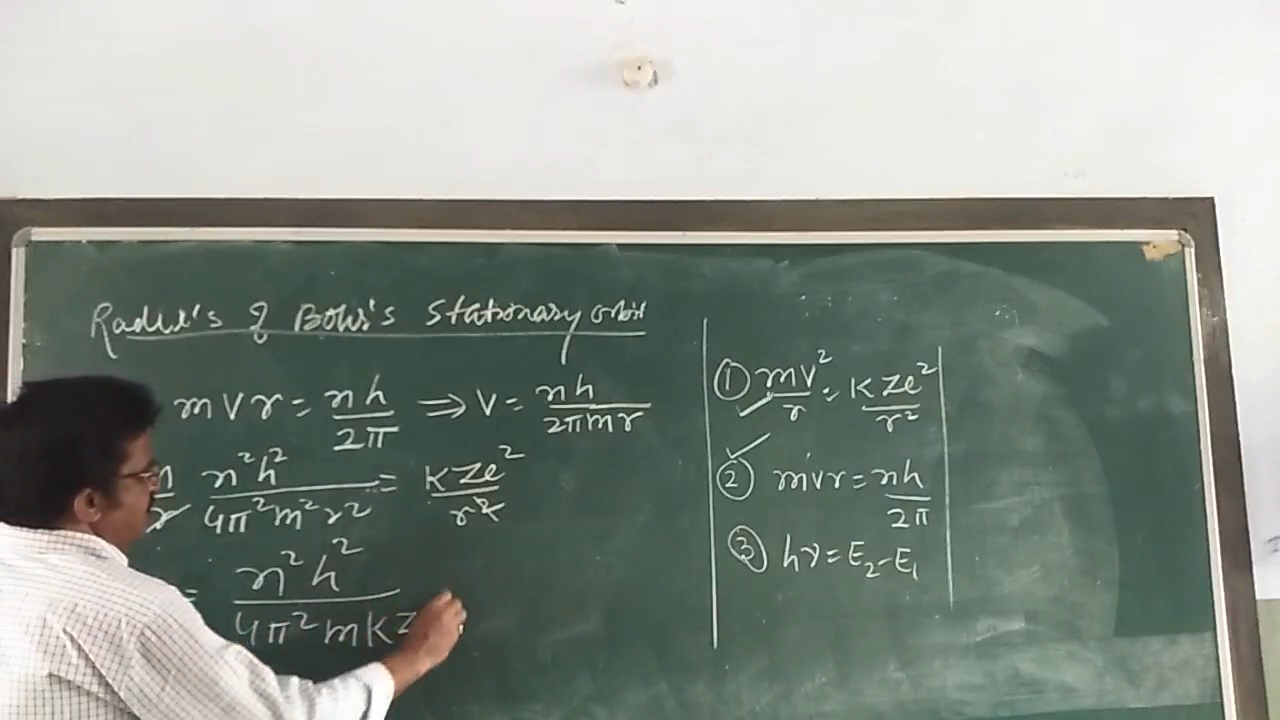 Radius's of Bohr's Stationary orbit
mvr = nh/2π ⇒ v = nh/2πmr
n²h²/4π²m²r² = KZe²/r²
= n²h²/4π²mKZ
① mv²/r = KZe²/r²
② mvr = nh/2π
③ hν = E₂-E₁